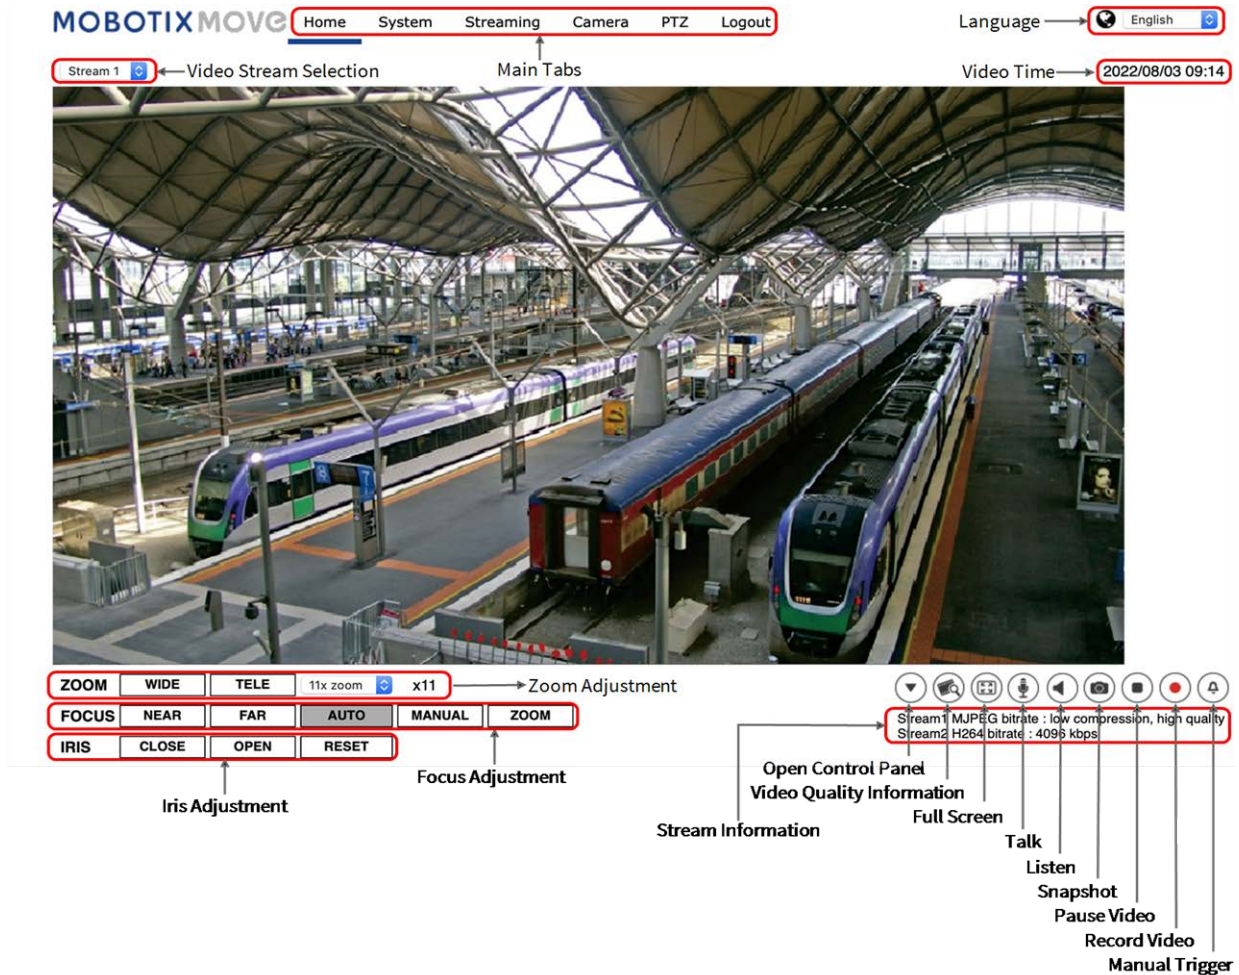 MOBOTIXMOVE Home System Streaming Camera PTZ Logout
Language English
Stream 1 Video Stream Selection Main Tabs Video Time 2022/08/03 09:14
8 7
ZOOM WIDE TELE 11x zoom x11 Zoom Adjustment
FOCUS NEAR FAR AUTO MANUAL ZOOM
Stream1 MJPEG bitrate : low compression, high quality
Stream2 H264 bitrate : 4096 kbps
IRIS CLOSE OPEN RESET
Focus Adjustment
Iris Adjustment
Open Control Panel
Video Quality Information
Full Screen
Stream Information
Talk
Listen
Snapshot
Pause Video
Record Video
Manual Trigger